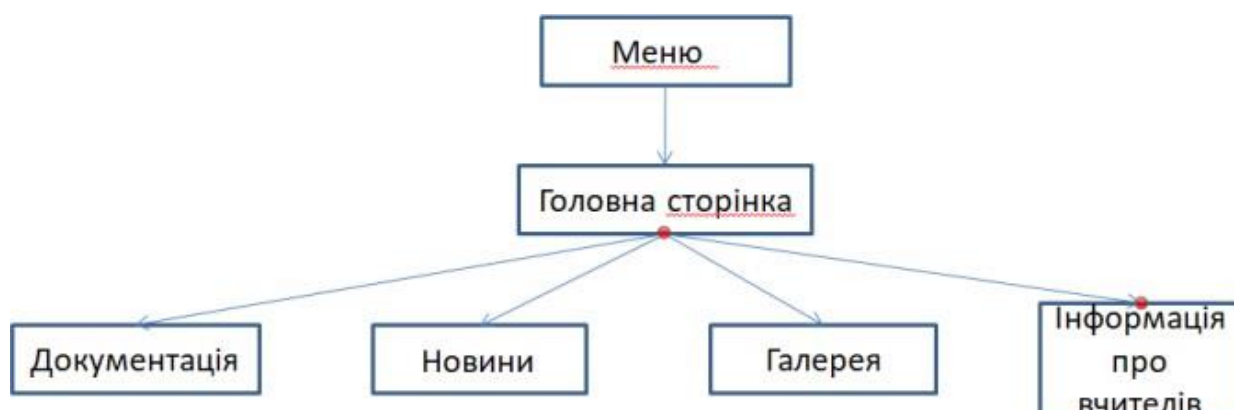 Меню
Головна сторінка
Документація
Новини
Галерея
Інформація
про
вчителів